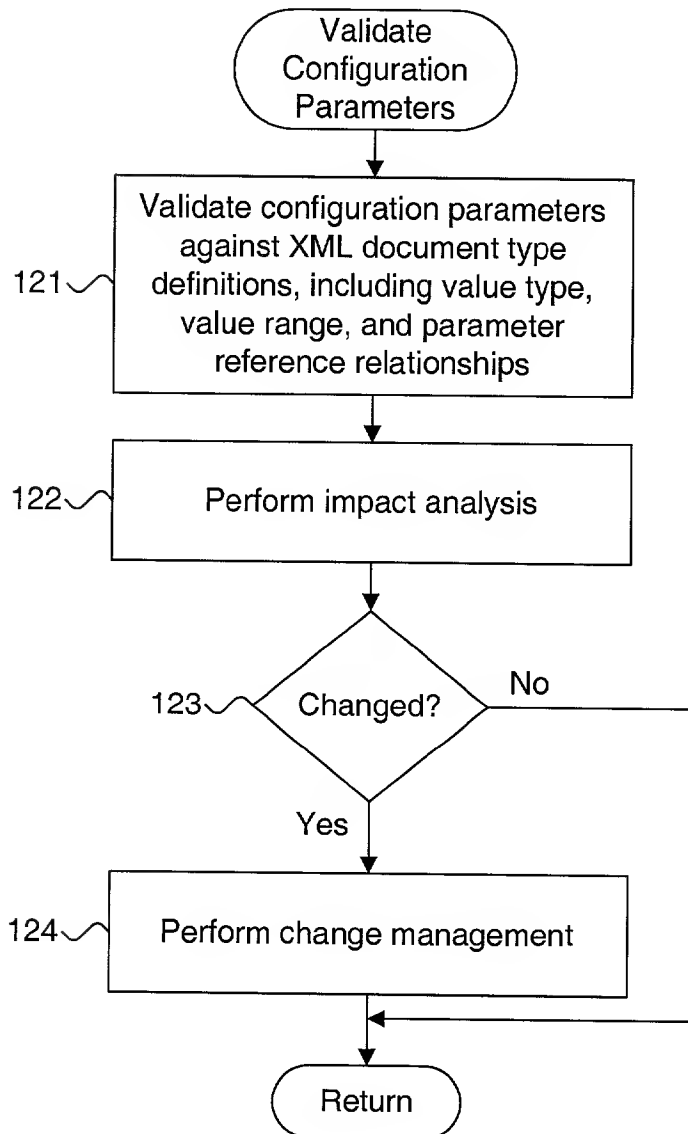 Validate
Configuration
Parameters
Validate configuration parameters
against XML document type
121
definitions, including value type,
value range, and parameter
reference relationships
122
Perform impact analysis
123
Changed?
No
Yes
124
Perform change management
Return